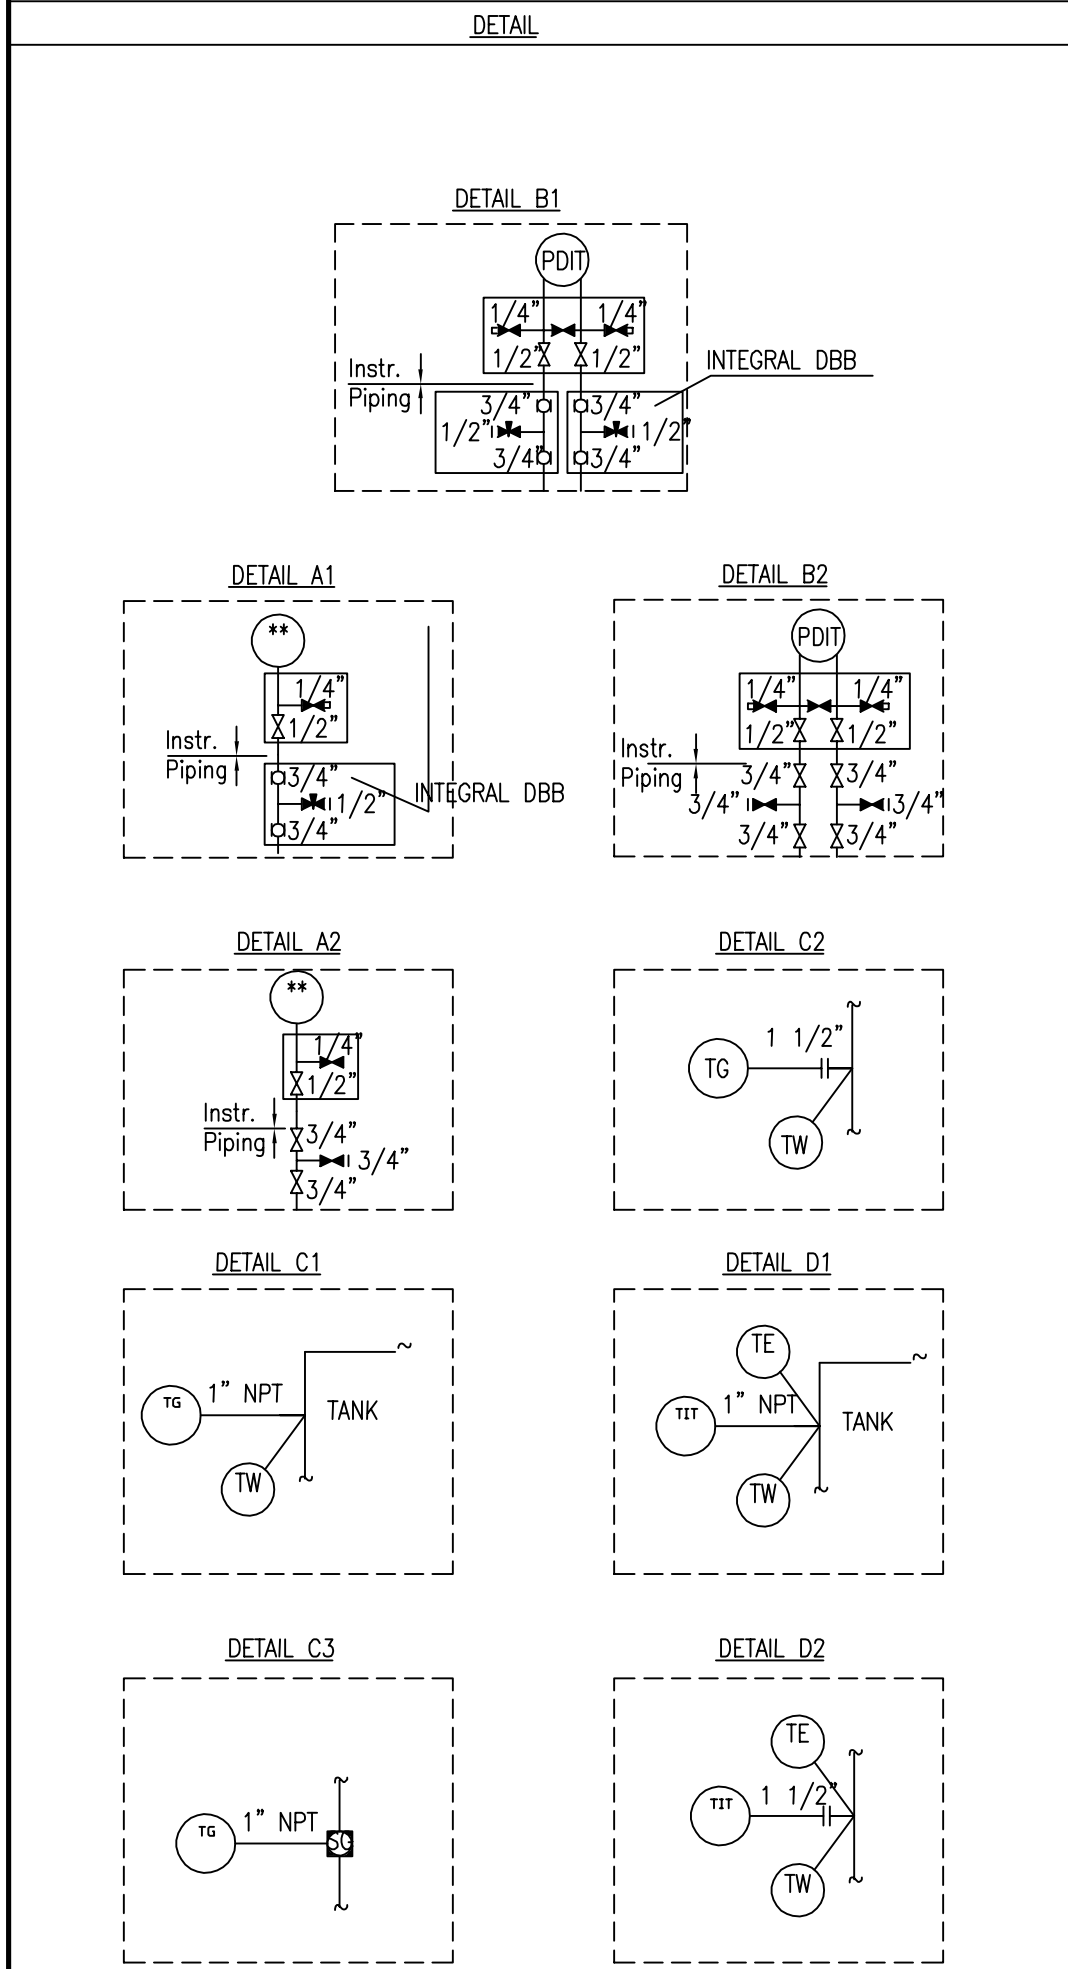 DETAIL
DETAIL B1
PDIT
1/4" 1/4"
1/2" 1/2"
Instr.
Piping
INTEGRAL DBB
3/4" 3/4"
1/2" 1/2"
3/4" 3/4"
DETAIL A1
**
1/4"
1/2"
Instr.
Piping
3/4"
1/2"
3/4"
INTEGRAL DBB
DETAIL B2
PDIT
1/4" 1/4"
1/2" 1/2"
Instr.
Piping
3/4" 3/4"
3/4" 3/4"
3/4" 3/4"
DETAIL A2
**
1/4"
1/2"
Instr.
Piping
3/4"
3/4"
3/4"
DETAIL C2
1 1/2"
TG
TW
DETAIL C1
TG
1" NPT
TANK
TW
DETAIL D1
TE
TIT
1" NPT
TANK
TW
DETAIL C3
TG
1" NPT
SG
DETAIL D2
TE
TIT
1 1/2"
TW